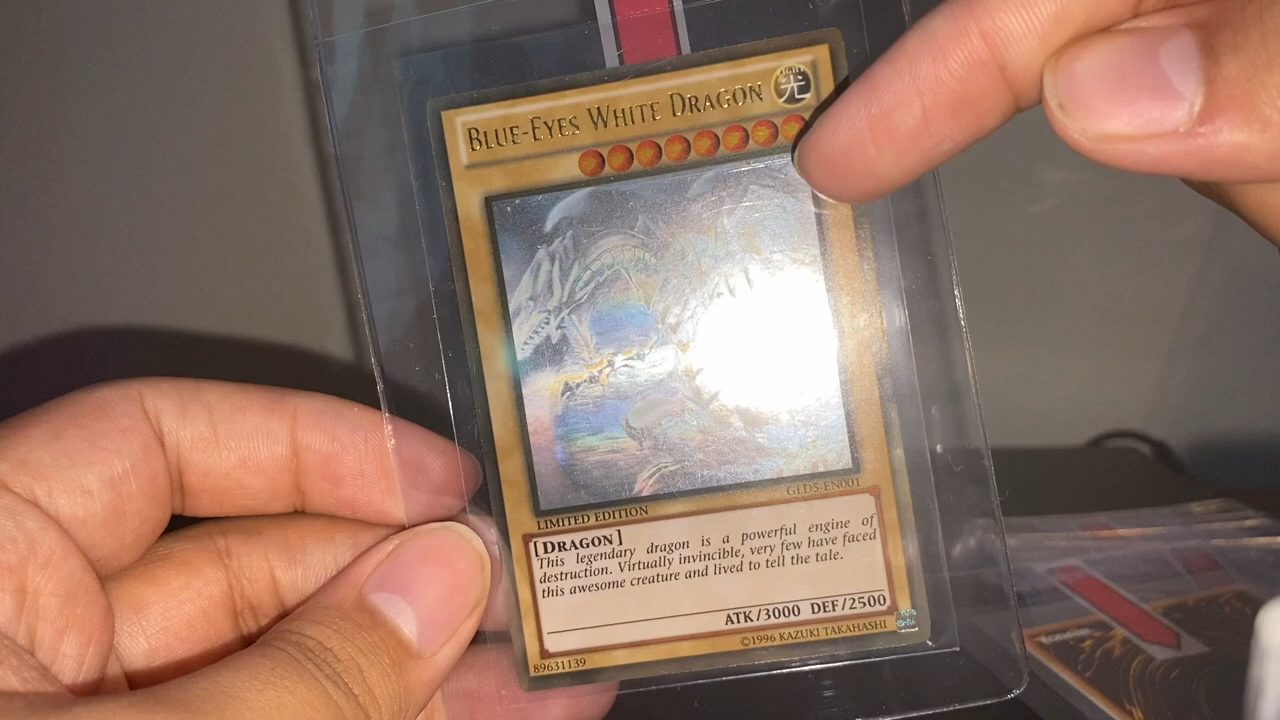 BLUE-EYES WHITE DRAGON
LIGHT
光
GLD5-EN001
LIMITED EDITION
[DRAGON]
This legendary dragon is a powerful engine of
destruction. Virtually invincible, very few have faced
this awesome creature and lived to tell the tale.
ATK/3000 DEF/2500
©1996 KAZUKI TAKAHASHI
89631139